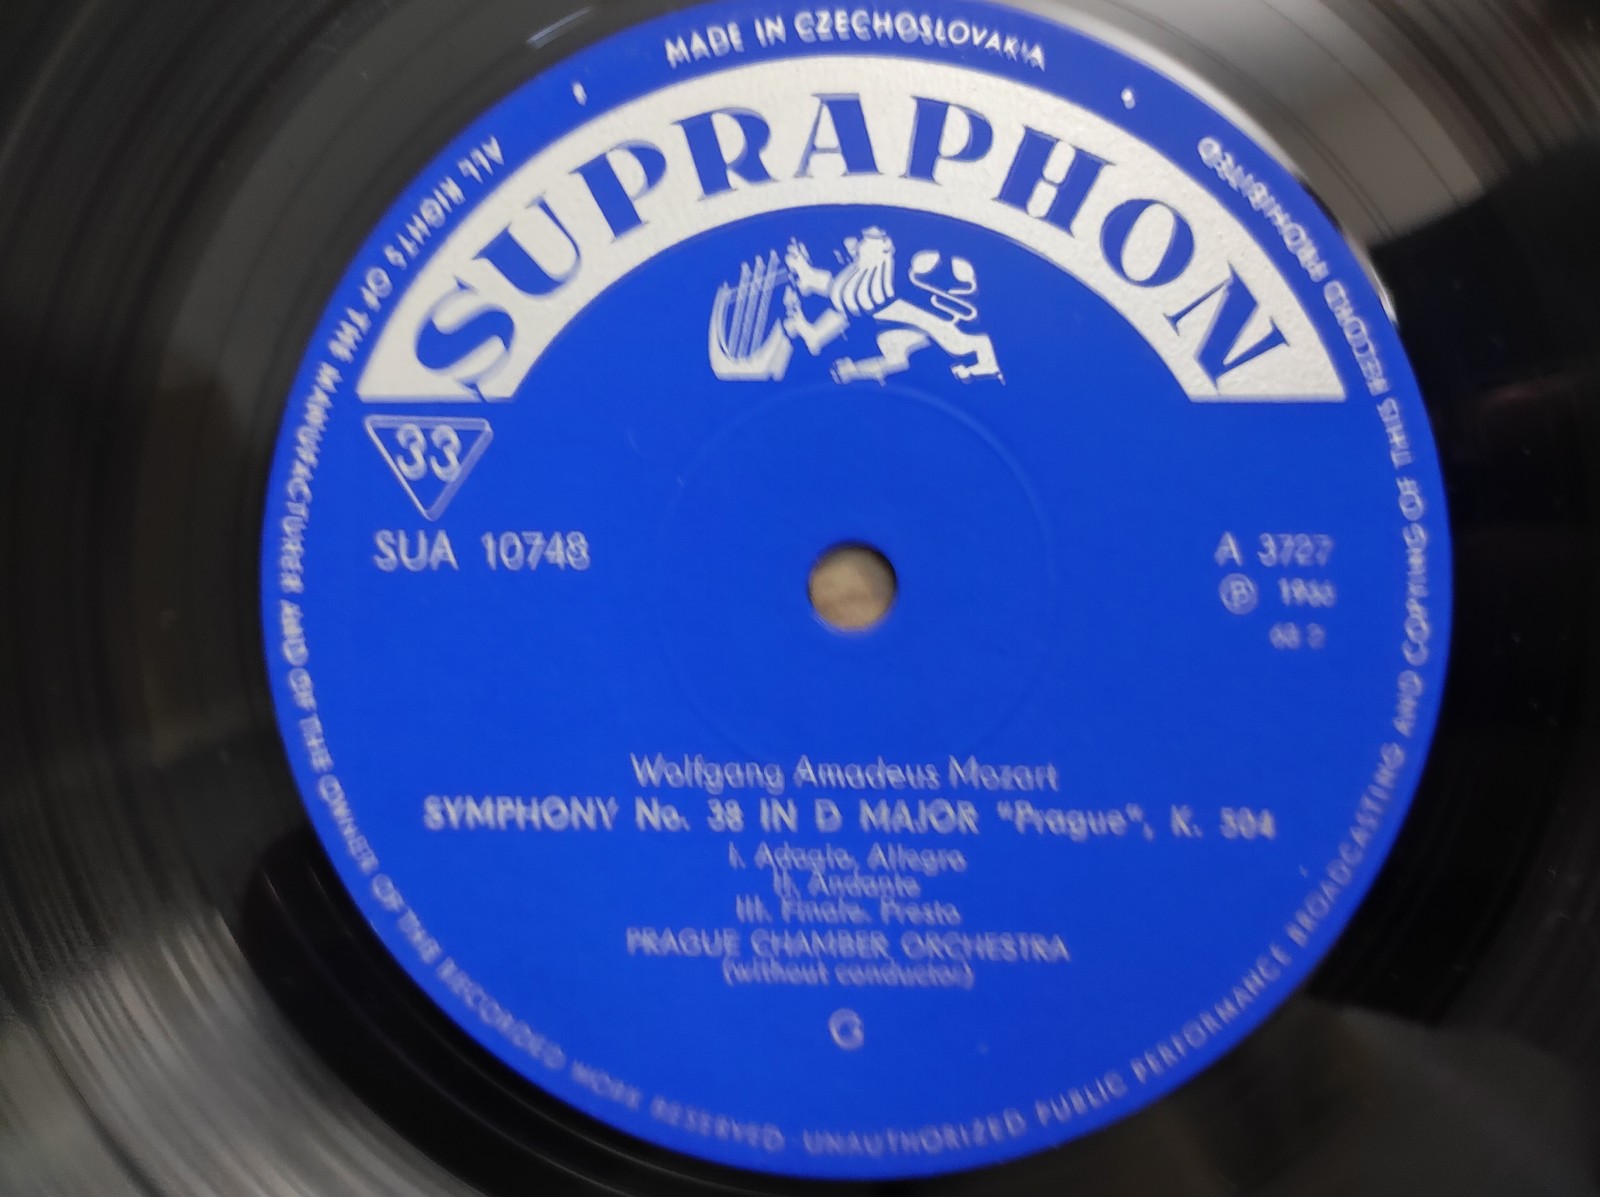 MADE IN CZECHOSLOVAKIA
ALL RIGHTS OF THE MANUFACTURER AND OF THE OWNER OF THE RECORDED WORK RESERVED · UNAUTHORIZED PUBLIC PERFORMANCE BROADCASTING AND COPYING OF THIS RECORD PROHIBITED
SUPRAPHON
33
SUA 10748
A 3727
Ⓟ 1966
Wolfgang Amadeus Mozart
SYMPHONY No. 38 IN D MAJOR "Prague", K. 504
I. Adagio, Allegro
II. Andante
III. Finale. Presto
PRAGUE CHAMBER ORCHESTRA
(without conductor)
G